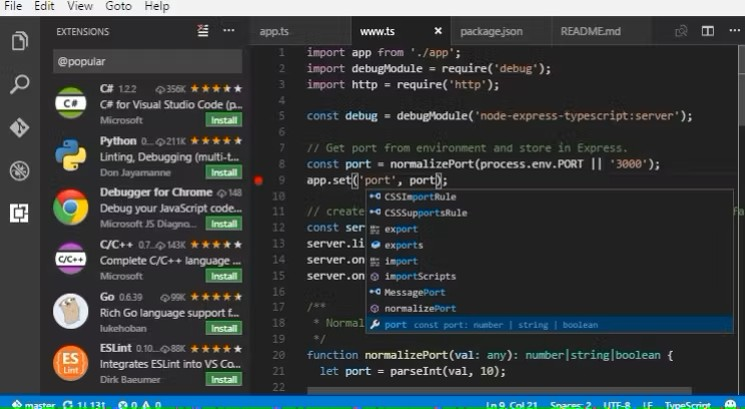 File Edit View Goto Help
EXTENSIONS
@popular
C# 1.2.2 356K
C# for Visual Studio Code (p...
Microsoft Install
Python 0... 211K
Linting, Debugging (multi-t...
Don Jayamanne Install
Debugger for Chrome 148
Debug your JavaScript code...
Microsoft JS Diagno... Install
C/C++ 0.7... 143K
Complete C/C++ language ...
Microsoft Install
Go 0.6.39 99K
Rich Go language support f...
lukehoban Install
ESLint 0.10... 88K
Integrates ESLint into VS Co...
Dirk Baeumer Install
app.ts www.ts package.json README.md
1 import app from './app';
2 import debugModule = require('debug');
3 import http = require('http');
4
5 const debug = debugModule('node-express-typescript:server');
6
7 // Get port from environment and store in Express.
8 const port = normalizePort(process.env.PORT || '3000');
9 app.set('port', port);
10
11 // create
12 const ser
13 server.li
14 server.on
15 server.on
16
17 /**
18 * Normal
19 */
20 function normalizePort(val: any): number|string|boolean {
21 let port = parseInt(val, 10);
22
CSSImportRule
CSSSupportsRule
export
exports
import
importScripts
MessagePort
normalizePort
port const port: number | string | boolean
master 1↓ 13↑ 0 0 Ln 9, Col 21 Spaces: 2 UTF-8 LF TypeScript